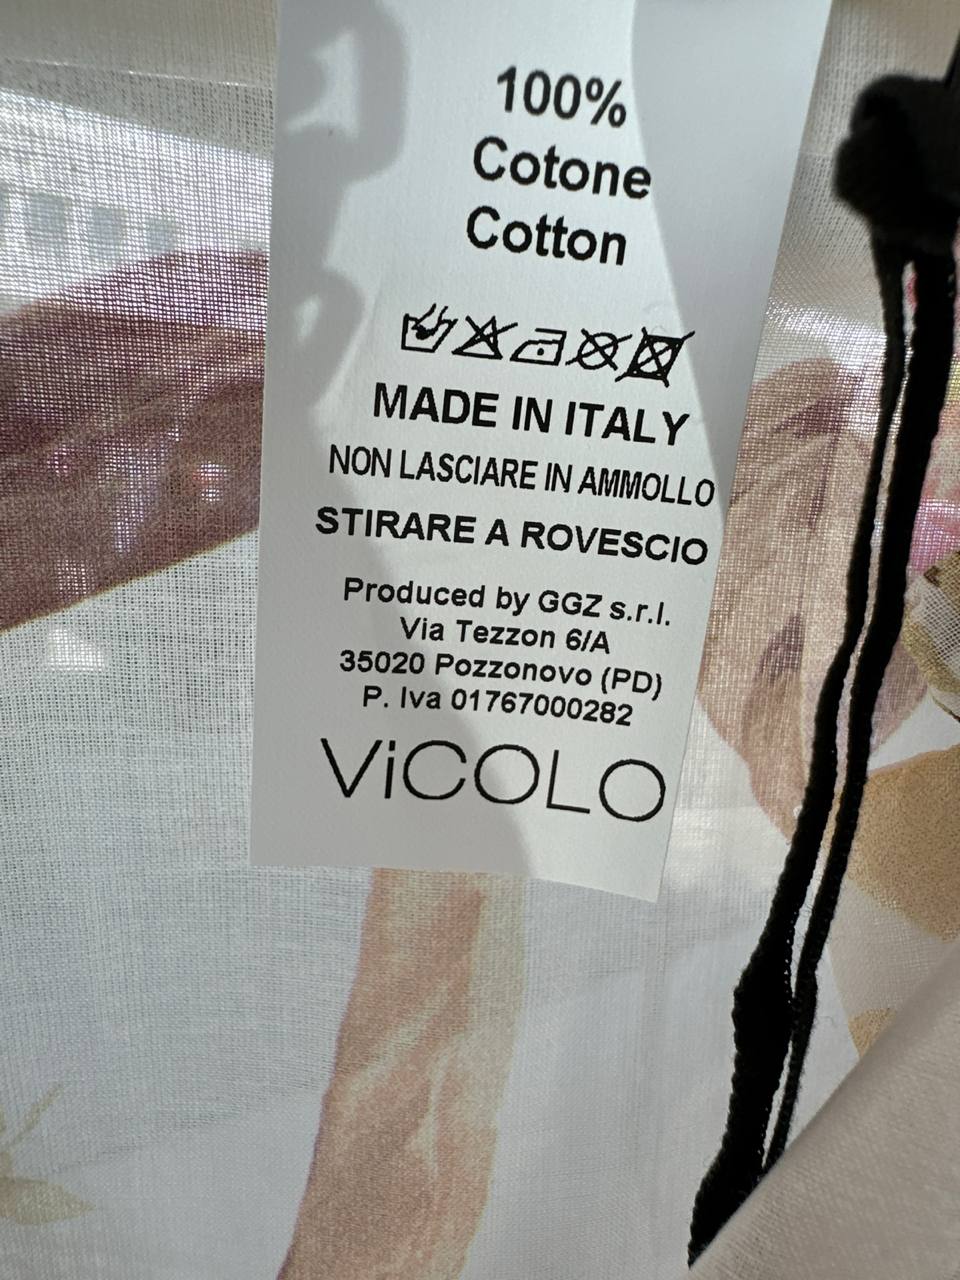 100%
Cotone
Cotton
MADE IN ITALY
NON LASCIARE IN AMMOLLO
STIRARE A ROVESCIO
Produced by GGZ s.r.l.
Via Tezzon 6/A
35020 Pozzonovo (PD)
P. Iva 01767000282
ViCOLO